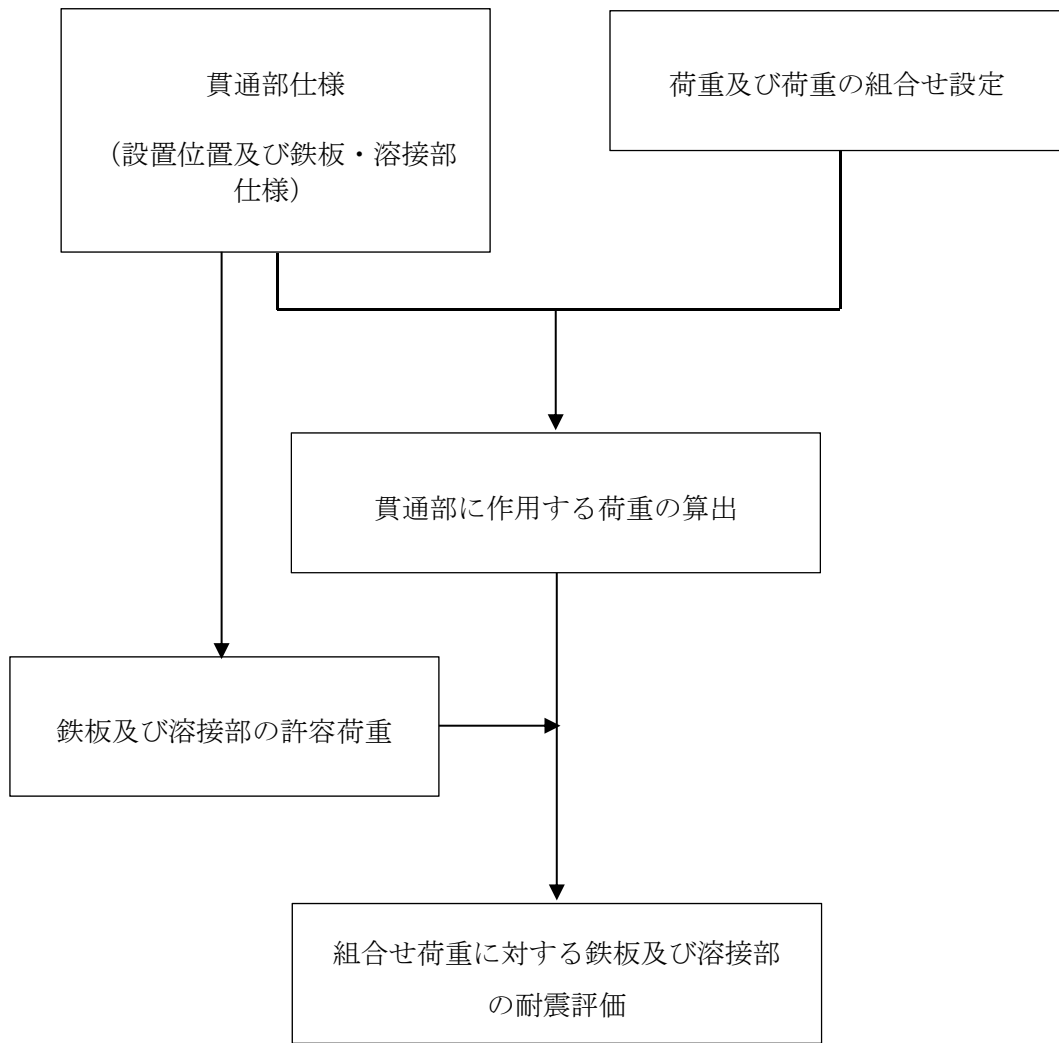 貫通部仕様
（設置位置及び鉄板・溶接部
仕様）
荷重及び荷重の組合せ設定
貫通部に作用する荷重の算出
鉄板及び溶接部の許容荷重
組合せ荷重に対する鉄板及び溶接部
の耐震評価